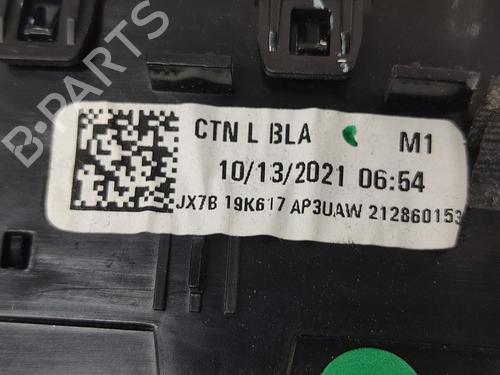 B-PARTS
CTN L BLA M1
10/13/2021 06:54
JX7B 19K617 AP3UAW 212860153